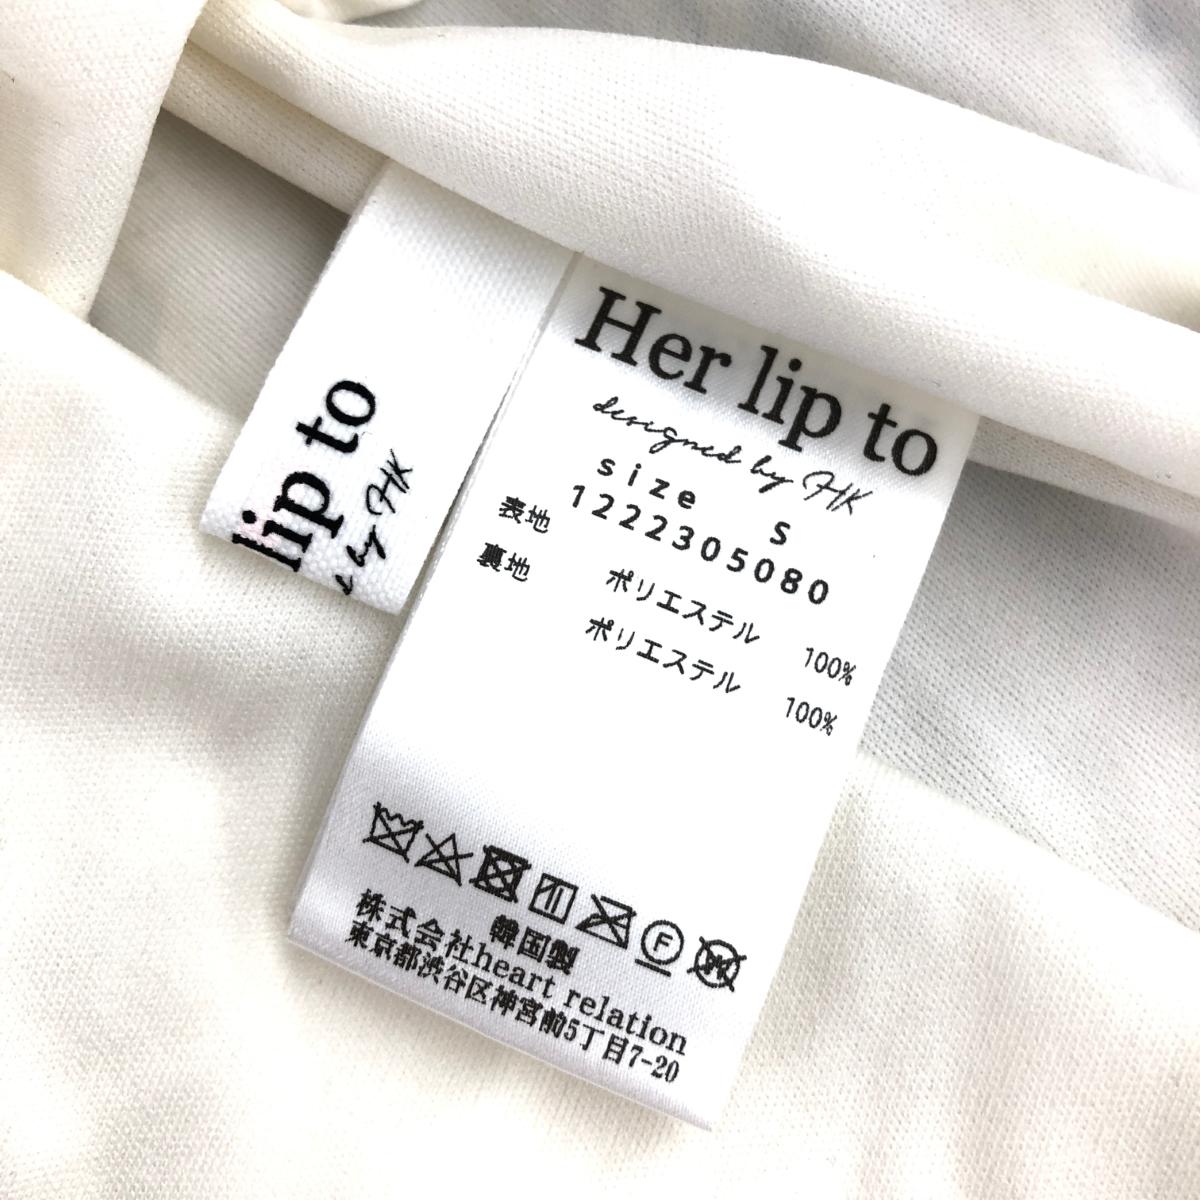 lip to
by HK
Her lip to
designed by HK
size S
1222305080
表地 ポリエステル 100%
裏地 ポリエステル 100%
F
W
韓国製
株式会社heart relation
東京都渋谷区神宮前5丁目7-20